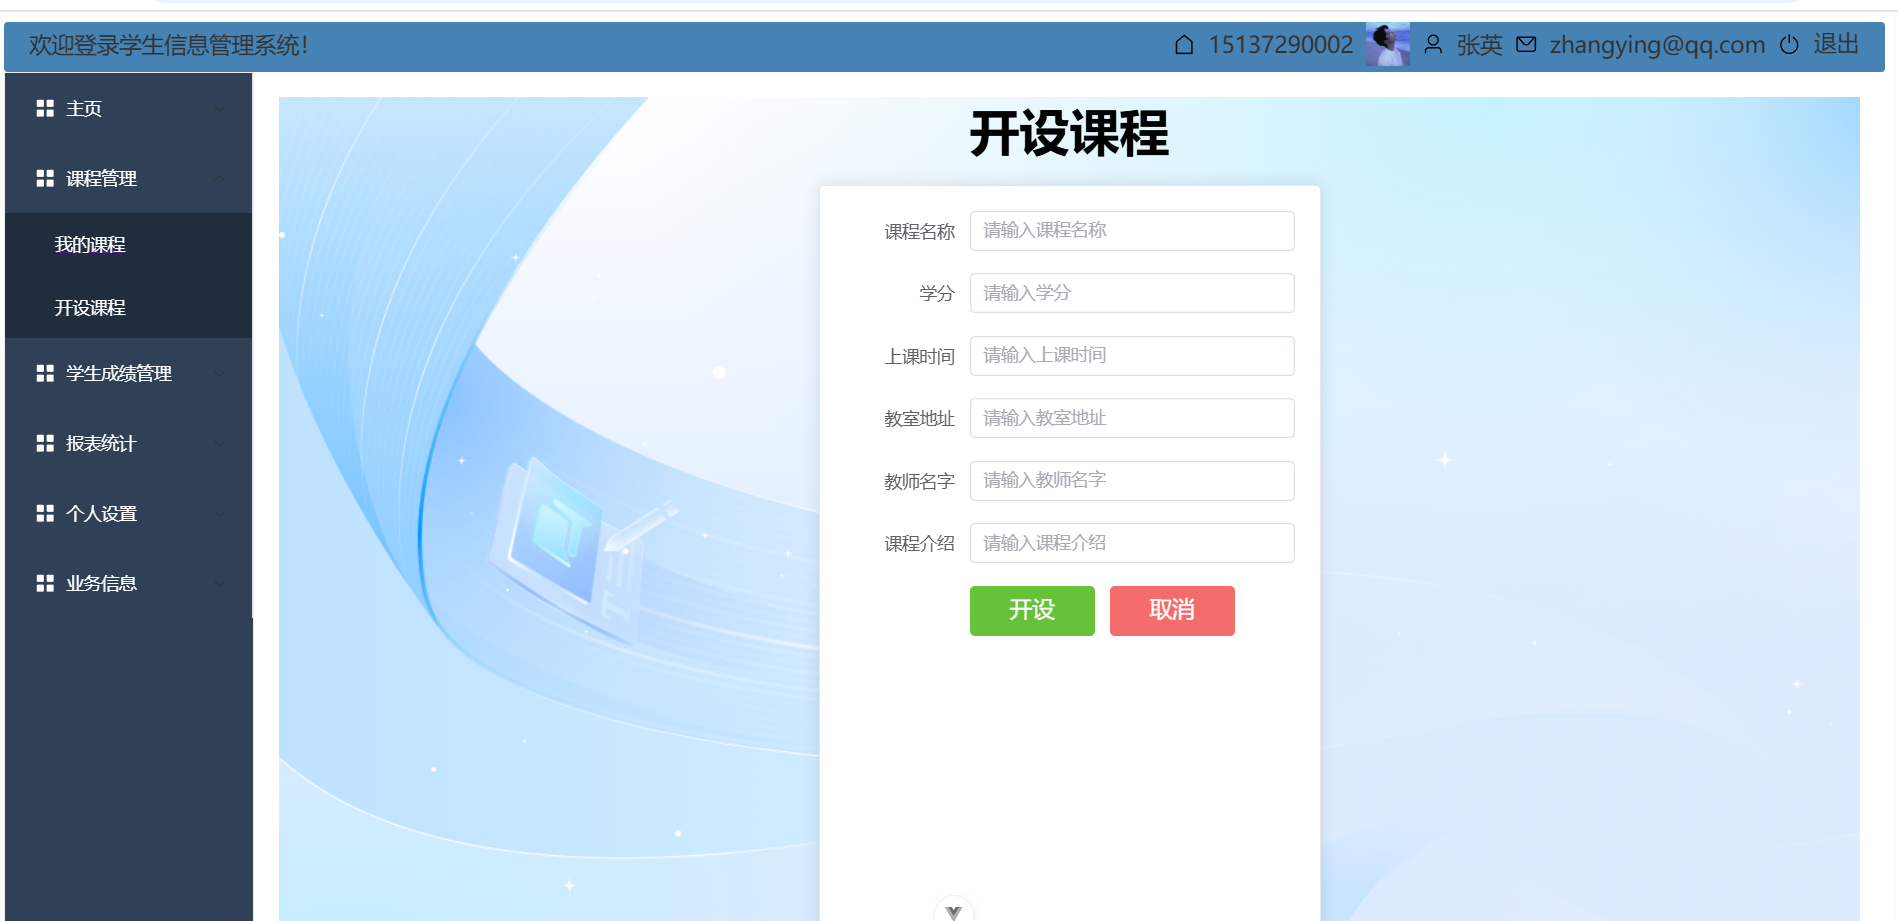 欢迎登录学生信息管理系统！
15137290002 张英 zhangying@qq.com 退出
主页
课程管理
我的课程
开设课程
学生成绩管理
报表统计
个人设置
业务信息
开设课程
课程名称 请输入课程名称
学分 请输入学分
上课时间 请输入上课时间
教室地址 请输入教室地址
教师名字 请输入教师名字
课程介绍 请输入课程介绍
开设 取消